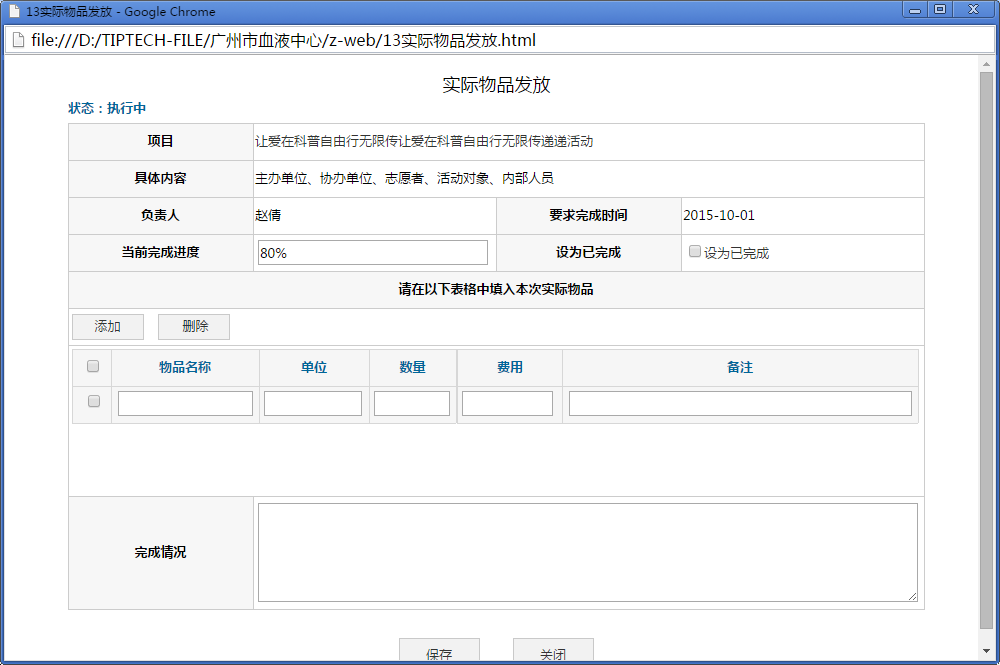 13实际物品发放 - Google Chrome
file:///D:/TIPTECH-FILE/广州市血液中心/z-web/13实际物品发放.html
实际物品发放
状态：执行中
项目 让爱在科普自由行无限传让爱在科普自由行无限传递递活动
具体内容 主办单位、协办单位、志愿者、活动对象、内部人员
负责人 赵倩 要求完成时间 2015-10-01
当前完成进度 80% 设为已完成 设为已完成
请在以下表格中填入本次实际物品
添加 删除
物品名称 单位 数量 费用 备注
完成情况
保存 关闭